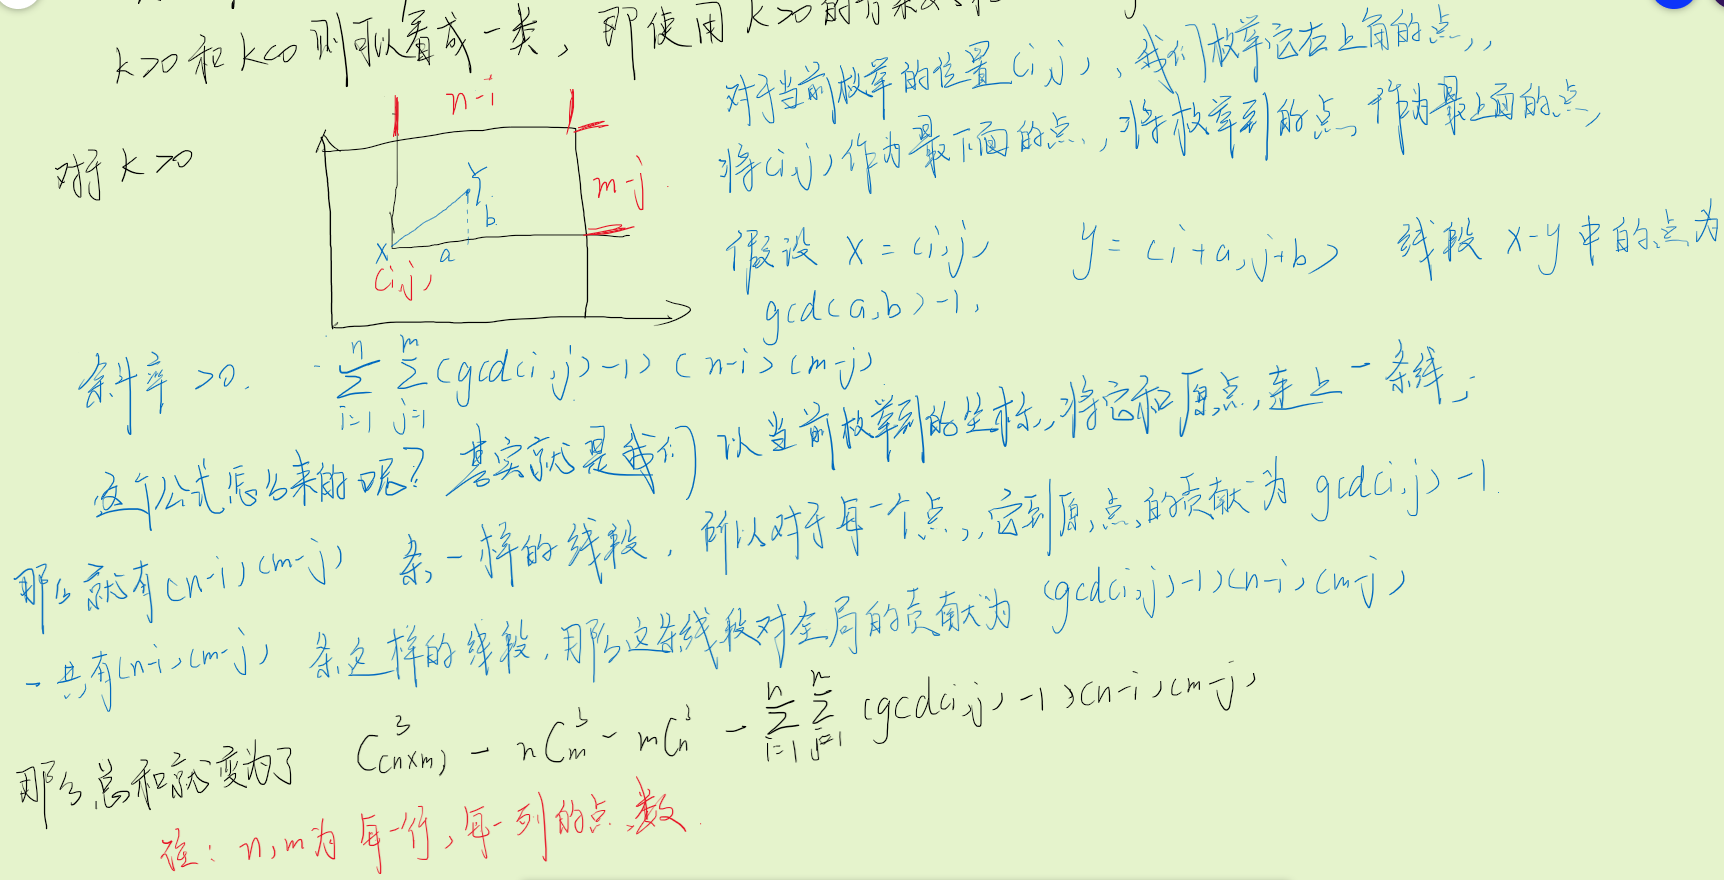 k>0和k<0则可以看成一类，即使用k>0的方案
对于当前枚举的位置(i,j)，我们枚举它右上角的点，
将(i,j)作为最下面的点，将枚举到的点作为最上面的点，
对于k>0
n-i
m-j
Y
b
X
a
(i,j)
假设 x=(i,j) y=(i+a,j+b) 线段x-y中的点为
gcd(a,b)-1,
斜率>0. \sum_{i=1}^{n} \sum_{j=1}^{m} (gcd(i,j)-1)(n-i)(m-j)
这个公式怎么来的呢？其实就是我们以当前枚举到的坐标，将它和原点，连上一条线，
那么就有(n-i)(m-j)条一样的线段，所以对于每一个点，它到原点的贡献为gcd(i,j)-1.
一共有(n-i)(m-j)条这样的线段，那么这条线段对全局的贡献为(gcd(i,j)-1)(n-i)(m-j)
那么总和就变为了 C_{(n×m)}^{3} - nC_{m}^{3} - mC_{n}^{3} - \sum_{i=1}^{n} \sum_{j=1}^{n} (gcd(i,j)-1)(n-i)(m-j)
注：n,m为每一行，每一列的点数.